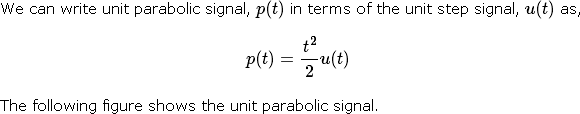 We can write unit parabolic signal, p(t) in terms of the unit step signal, u(t) as,
p(t) = t²/2 u(t)
The following figure shows the unit parabolic signal.